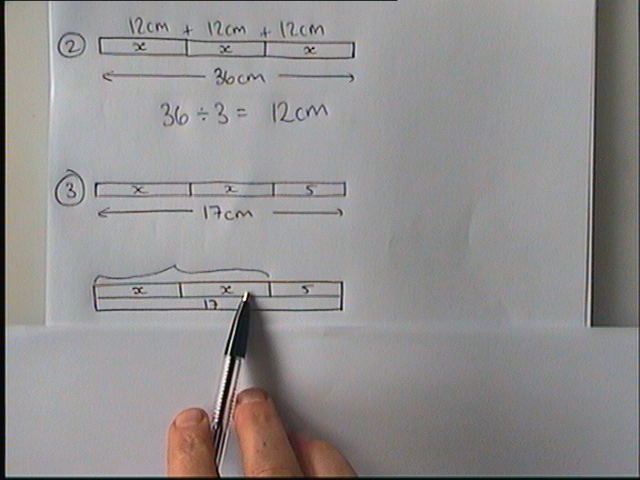 12cm + 12cm + 12cm
② x x x
36cm
36 ÷ 3 = 12cm
③ x x 5
17cm
x x 5
17